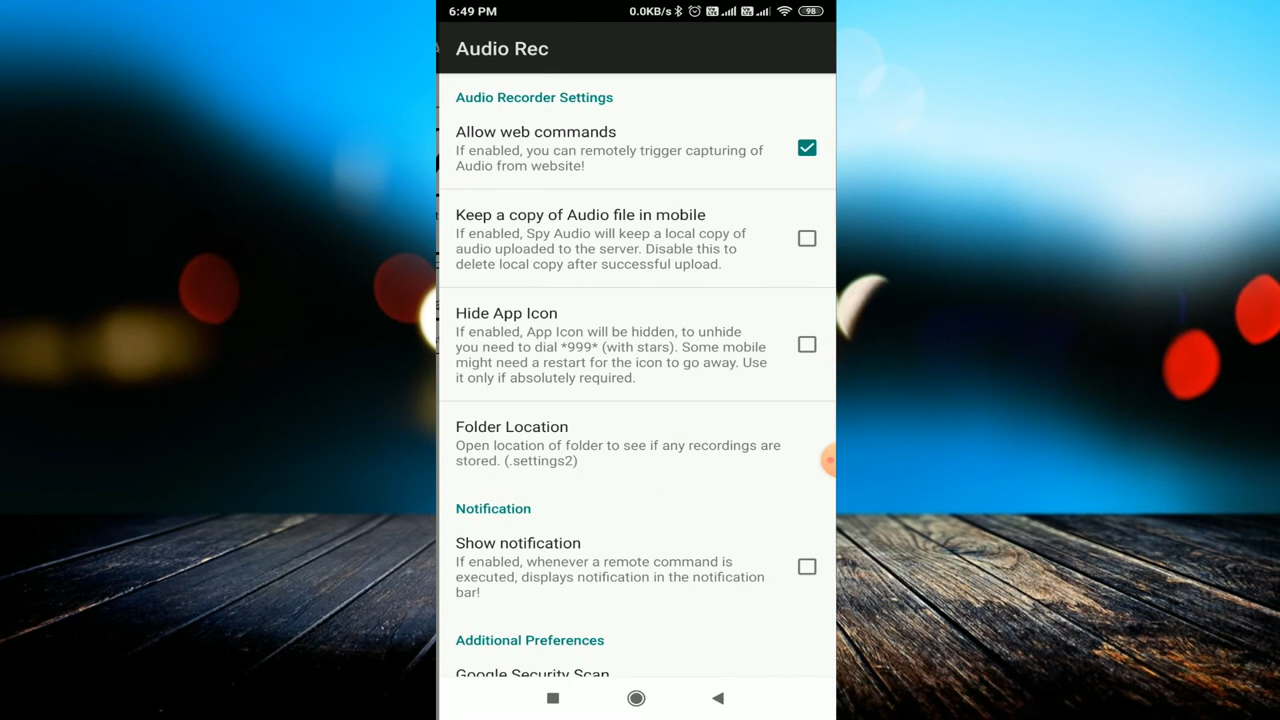 6:49 PM
0.0KB/s
98
Audio Rec
Audio Recorder Settings
Allow web commands
If enabled, you can remotely trigger capturing of
Audio from website!
Keep a copy of Audio file in mobile
If enabled, Spy Audio will keep a local copy of
audio uploaded to the server. Disable this to
delete local copy after successful upload.
Hide App Icon
If enabled, App Icon will be hidden, to unhide
you need to dial *999* (with stars). Some mobile
might need a restart for the icon to go away. Use
it only if absolutely required.
Folder Location
Open location of folder to see if any recordings are
stored. (.settings2)
Notification
Show notification
If enabled, whenever a remote command is
executed, displays notification in the notification
bar!
Additional Preferences
Google Security Scan